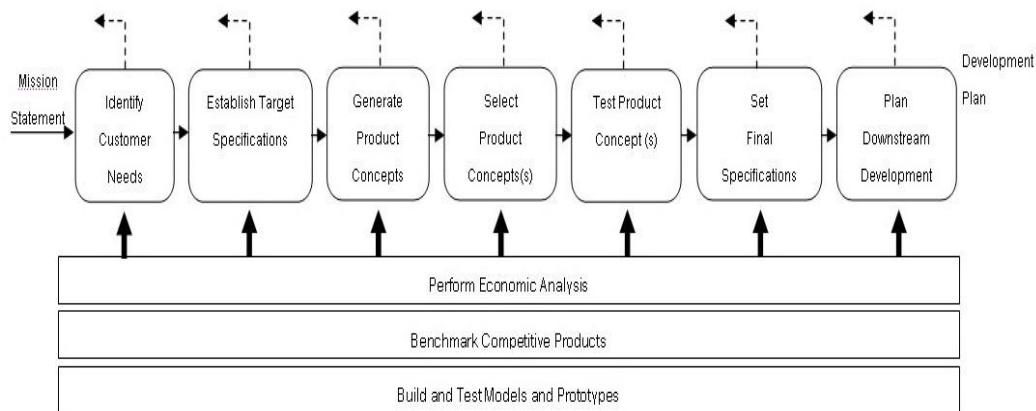 Mission
Statement
Identify
Customer
Needs
Establish Target
Specifications
Generate
Product
Concepts
Select
Product
Concepts(s)
Test Product
Concept (s)
Set
Final
Specifications
Plan
Downstream
Development
Development
Plan
Perform Economic Analysis
Benchmark Competitive Products
Build and Test Models and Prototypes